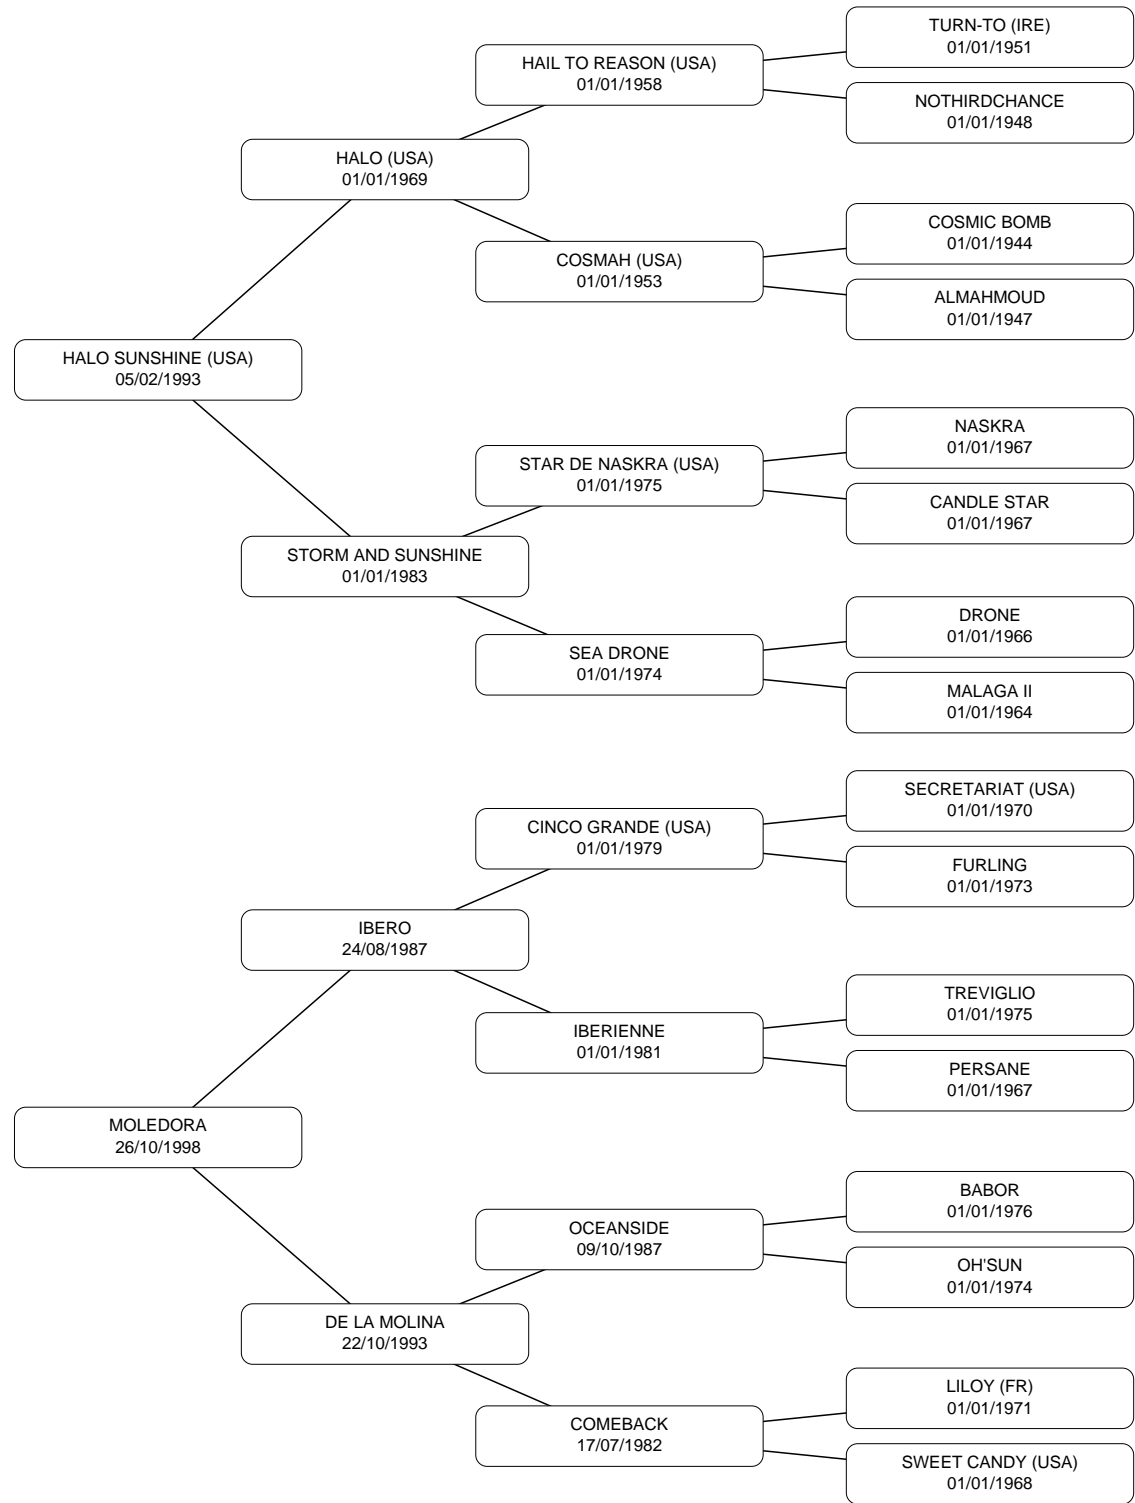 TURN-TO (IRE)
01/01/1951
HAIL TO REASON (USA)
01/01/1958
NOTHIRDCHANCE
01/01/1948
HALO (USA)
01/01/1969
COSMIC BOMB
01/01/1944
COSMAH (USA)
01/01/1953
ALMAHMOUD
01/01/1947
HALO SUNSHINE (USA)
05/02/1993
NASKRA
01/01/1967
STAR DE NASKRA (USA)
01/01/1975
CANDLE STAR
01/01/1967
STORM AND SUNSHINE
01/01/1983
DRONE
01/01/1966
SEA DRONE
01/01/1974
MALAGA II
01/01/1964
SECRETARIAT (USA)
01/01/1970
CINCO GRANDE (USA)
01/01/1979
FURLING
01/01/1973
IBERO
24/08/1987
TREVIGLIO
01/01/1975
IBERIENNE
01/01/1981
PERSANE
01/01/1967
MOLEDORA
26/10/1998
BABOR
01/01/1976
OCEANSIDE
09/10/1987
OH'SUN
01/01/1974
DE LA MOLINA
22/10/1993
LILOY (FR)
01/01/1971
COMEBACK
17/07/1982
SWEET CANDY (USA)
01/01/1968